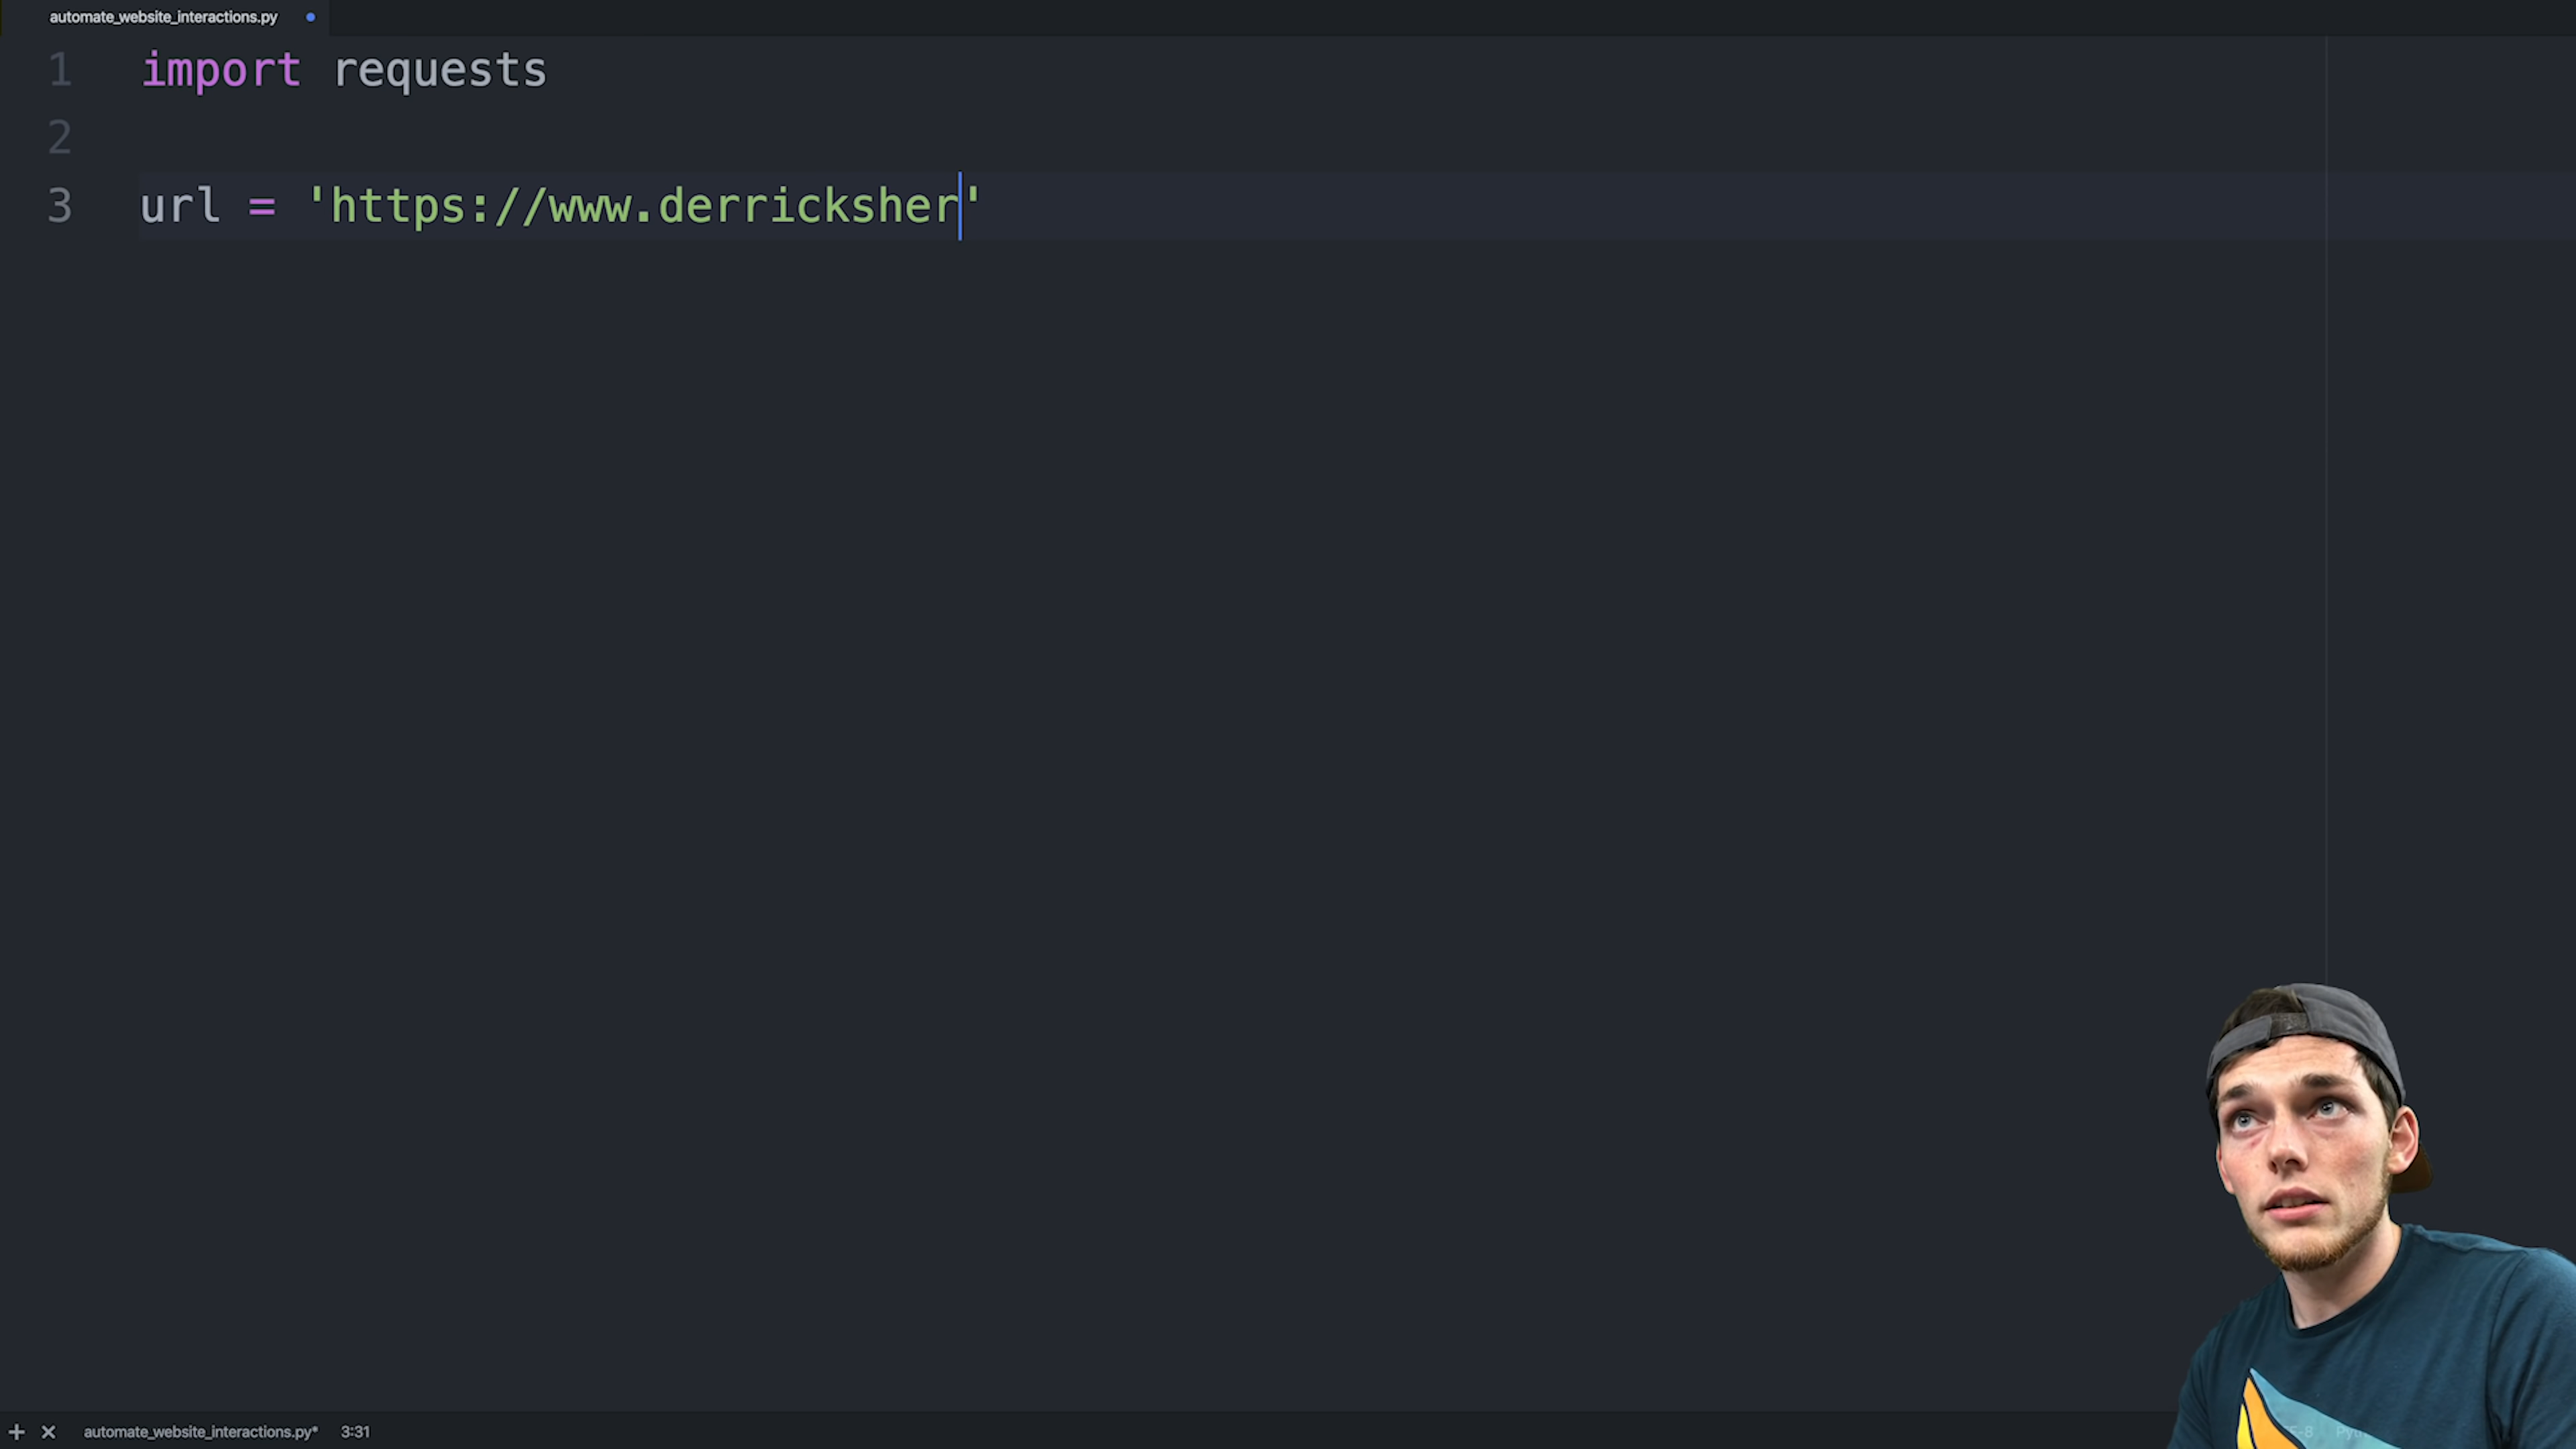 automate_website_interactions.py
1 import requests
2
3 url = 'https://www.derricksher'
automate_website_interactions.py* 3:31